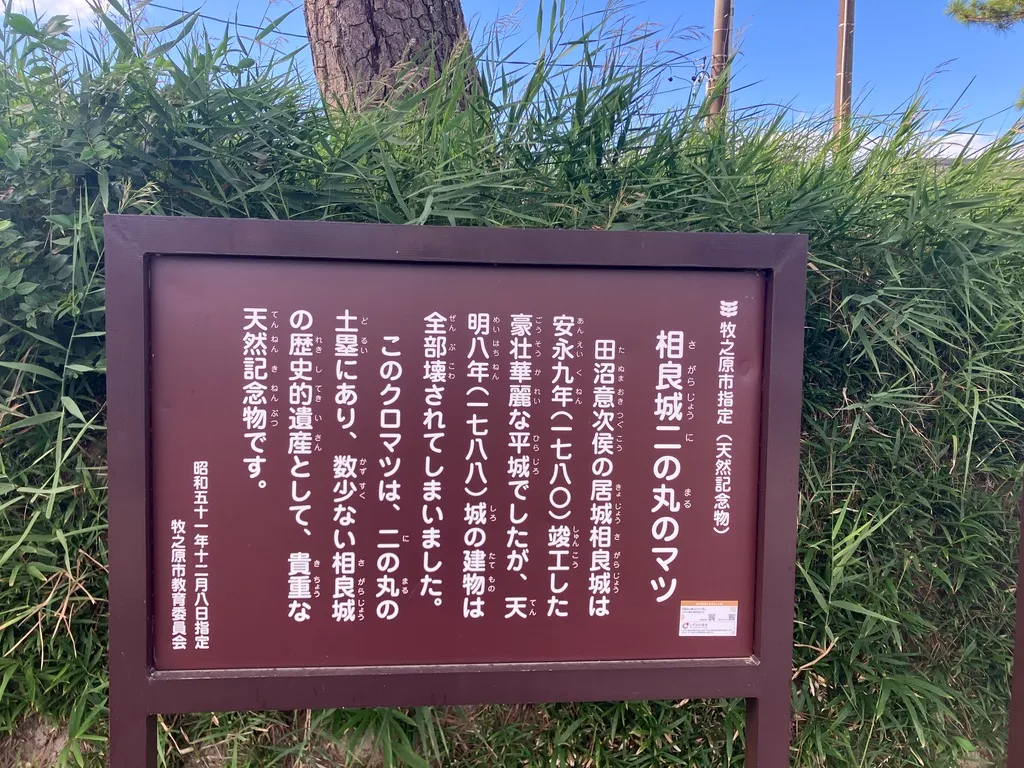 牧之原市指定(天然記念物)
相良城二の丸のマツ
田沼意次侯の居城相良城は
安永九年(一七八〇)竣工した
豪壮華麗な平城でしたが、天
明八年(一七八八)城の建物は
全部壊されてしまいました。
このクロマツは、二の丸の
土塁にあり、数少ない相良城
の歴史的遺産として、貴重な
天然記念物です。
昭和五十一年十二月八日指定
牧之原市教育委員会